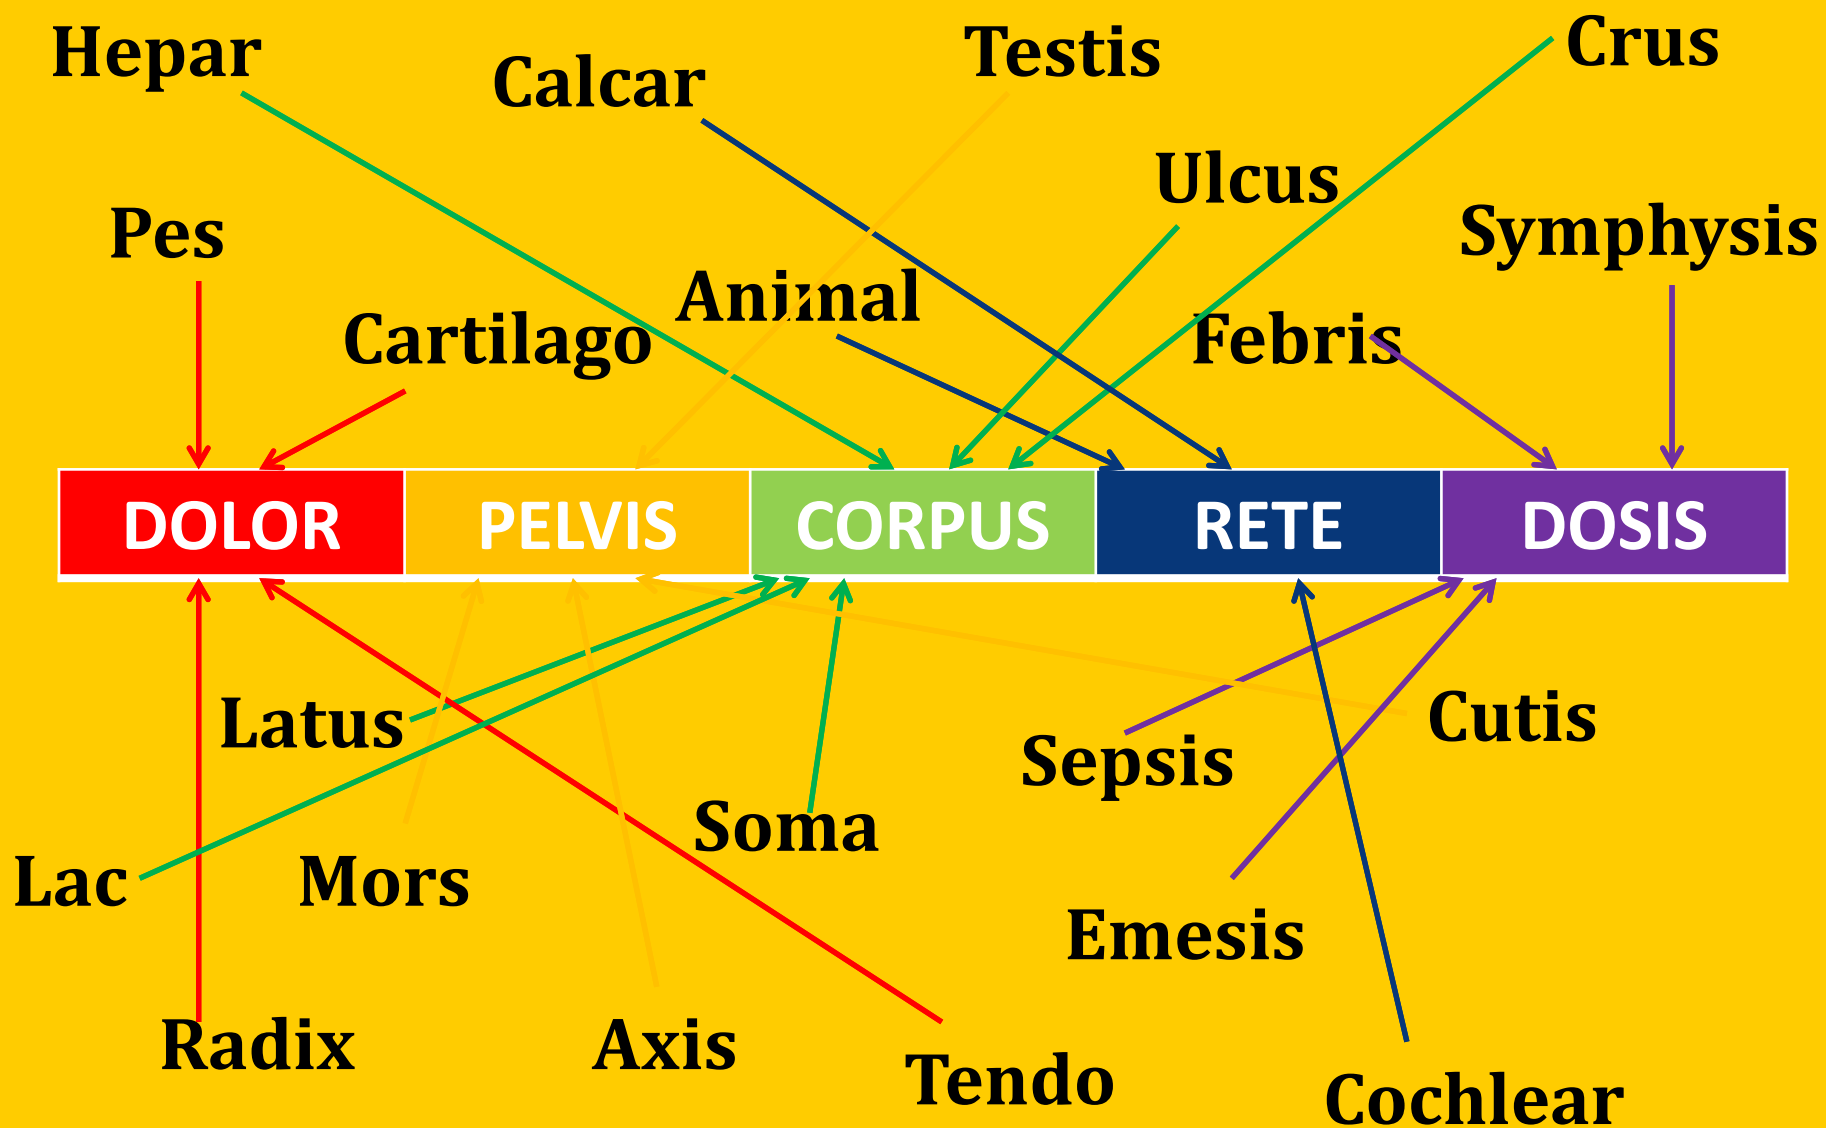 Hepar
Calcar
Testis
Crus
Pes
Ulcus
Symphysis
Cartilago
Animal
Febris
DOLOR
PELVIS
CORPUS
RETE
DOSIS
Latus
Sepsis
Cutis
Lac
Mors
Soma
Emesis
Radix
Axis
Tendo
Cochlear